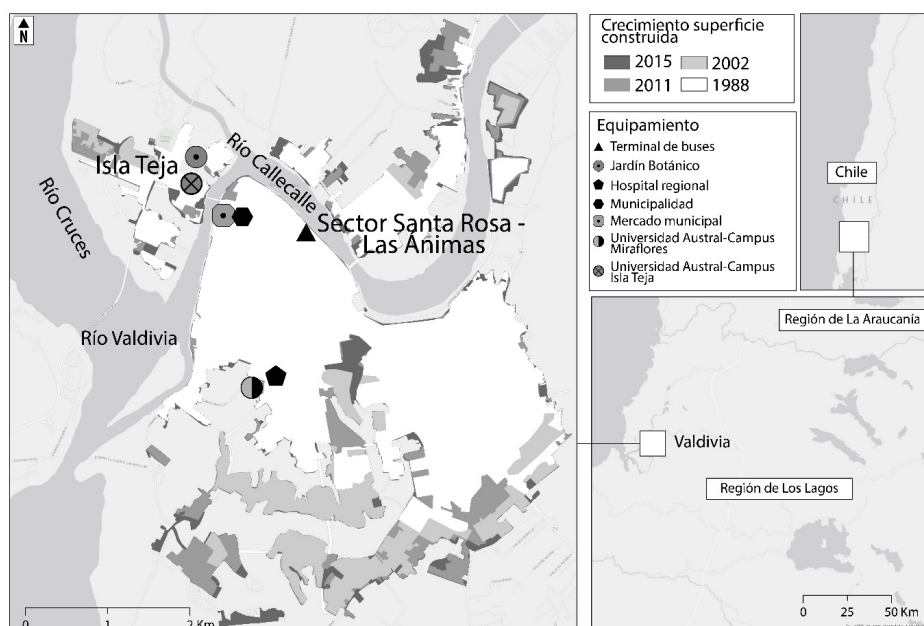 N
Isla Teja
Río Callecalle
Río Cruces
Sector Santa Rosa -
Las Ánimas
Río Valdivia
0 1 2 Km
Crecimiento superficie
construida
2015 2002
2011 1988
Equipamiento
Terminal de buses
Jardín Botánico
Hospital regional
Municipalidad
Mercado municipal
Universidad Austral-Campus
Miraflores
Universidad Austral-Campus
Isla Teja
Chile
CHILE
Región de La Araucanía
Valdivia
Región de Los Lagos
0 25 50 Km